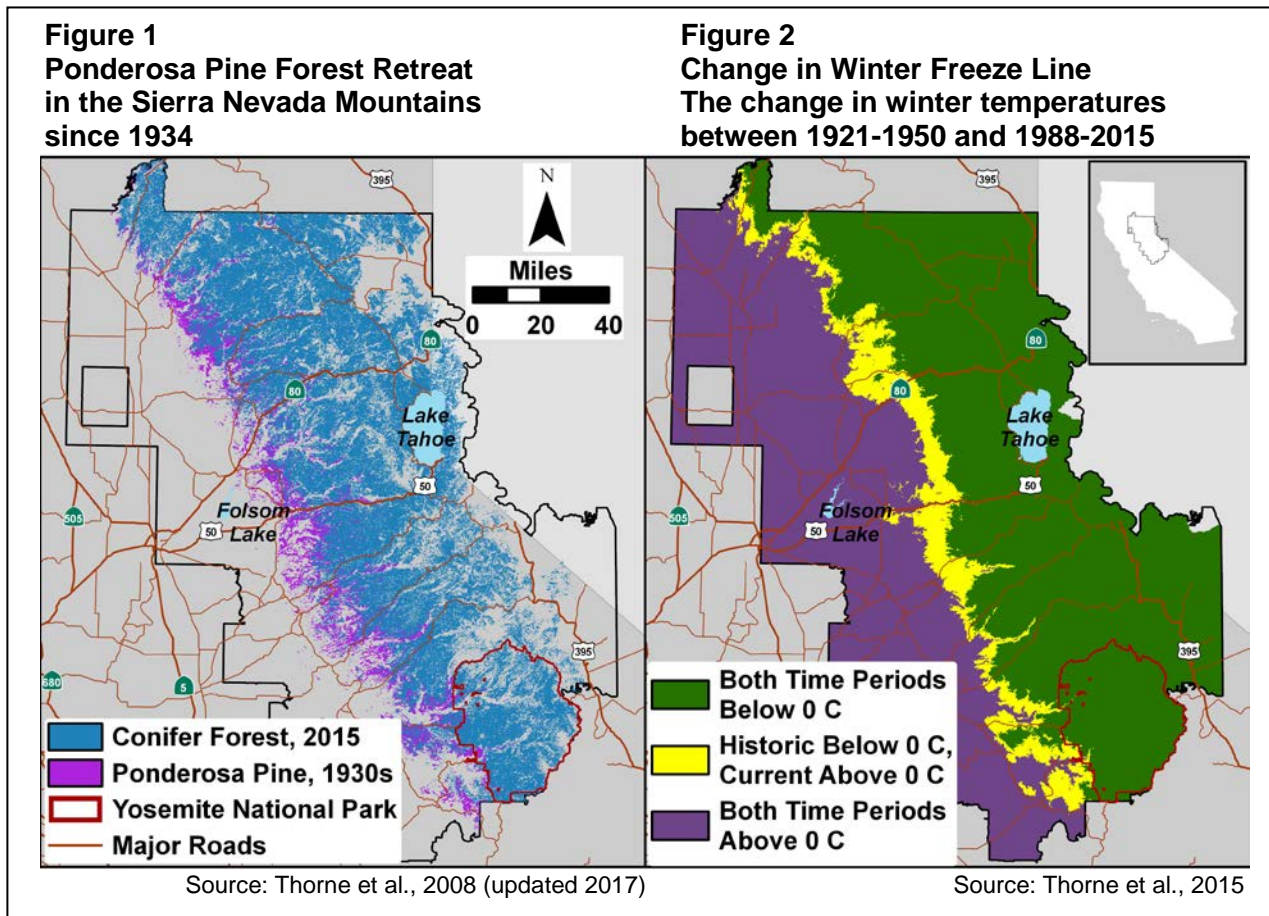 Figure 1
Ponderosa Pine Forest Retreat
in the Sierra Nevada Mountains
since 1934
Figure 2
Change in Winter Freeze Line
The change in winter temperatures
between 1921-1950 and 1988-2015
395
N
Miles
0 20 40
80
80
Lake
Tahoe
50
Folsom
Lake
50
505
395
680
5
Conifer Forest, 2015
Ponderosa Pine, 1930s
Yosemite National Park
Major Roads
Source: Thorne et al., 2008 (updated 2017)
395
80
80
Lake
Tahoe
50
Folsom
Lake
50
505
395
Both Time Periods
Below 0 C
Historic Below 0 C,
Current Above 0 C
Both Time Periods
Above 0 C
Source: Thorne et al., 2015